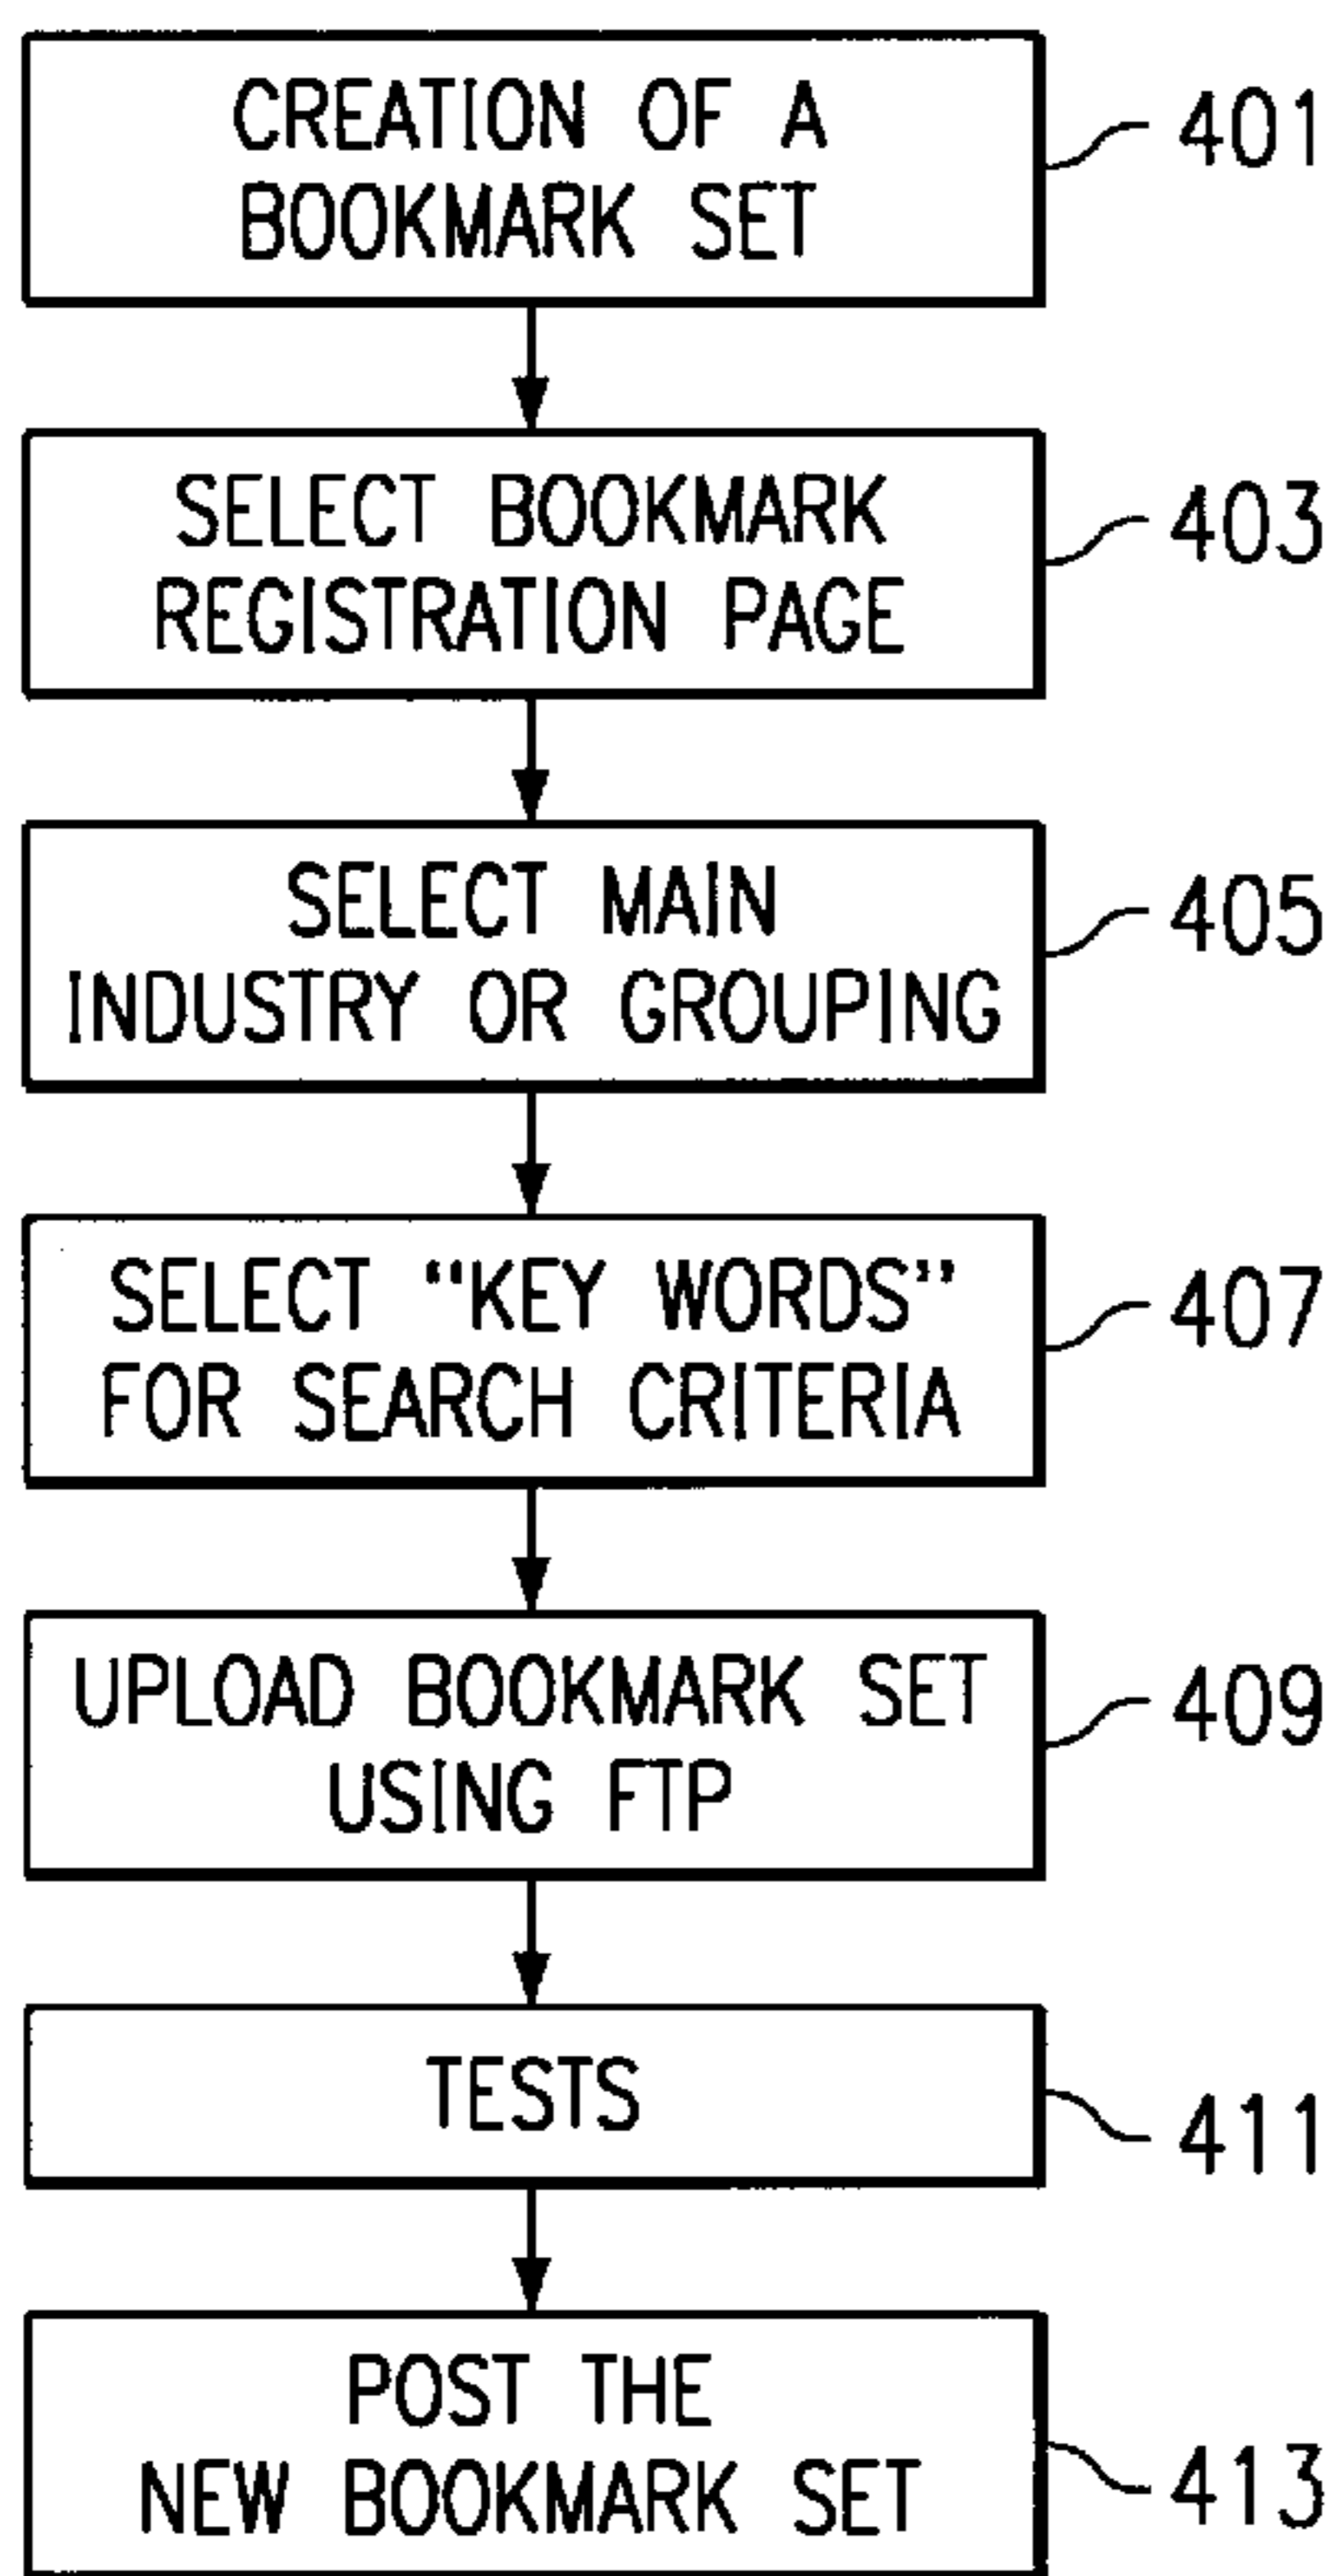 CREATION OF A
BOOKMARK SET
401
SELECT BOOKMARK
REGISTRATION PAGE
403
SELECT MAIN
INDUSTRY OR GROUPING
405
SELECT "KEY WORDS"
FOR SEARCH CRITERIA
407
UPLOAD BOOKMARK SET
USING FTP
409
TESTS
411
POST THE
NEW BOOKMARK SET
413